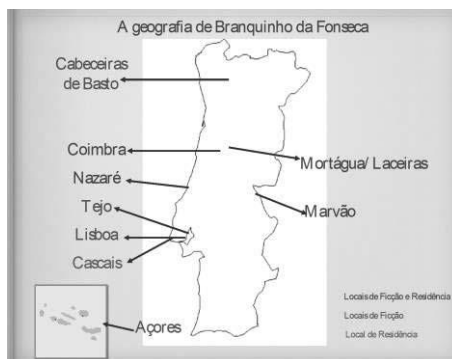 A geografia de Branquinho da Fonseca
Cabeceiras
de Basto
Coimbra
Mortágua/ Laceiras
Nazaré
Marvão
Tejo
Lisboa
Cascais
Açores
Locais de Ficção e Residência
Locais de Ficção
Local de Residência